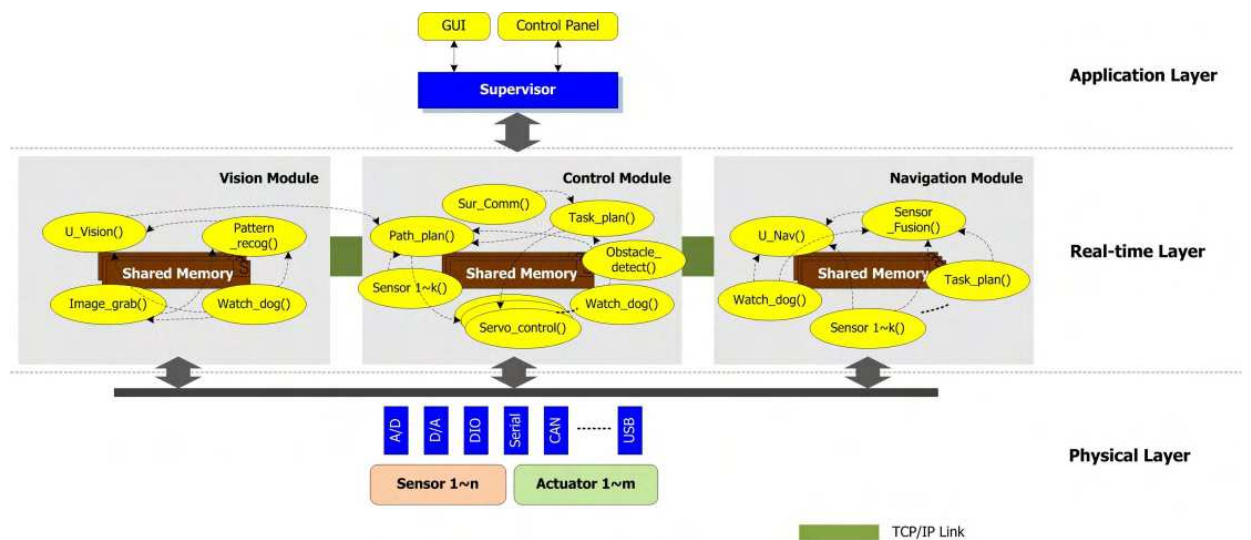 GUI
Control Panel
Supervisor
Application Layer
Vision Module
Control Module
Navigation Module
U_Vision()
Pattern
_recog()
Shared Memory
S
Image_grab()
Watch_dog()
Sur_Comm()
Task_plan()
Path_plan()
Obstacle_
detect()
Shared Memory
Sensor 1~k()
Watch_dog()
Servo_control()
Sensor
_Fusion()
U_Nav()
Shared Memory
Task_plan()
Watch_dog()
Sensor 1~k()
Real-time Layer
A/D
D/A
DIO
Serial
CAN
USB
Sensor 1~n
Actuator 1~m
Physical Layer
TCP/IP Link